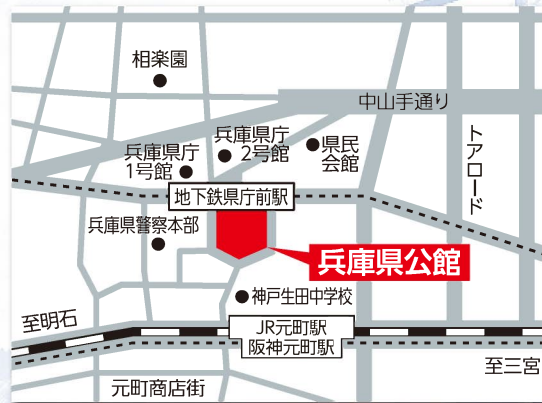 相楽園
中山手通り
兵庫県庁
2号館
県民
会館
トアロード
兵庫県庁
1号館
地下鉄県庁前駅
兵庫県警察本部
兵庫県公館
神戸生田中学校
至明石
JR元町駅
阪神元町駅
至三宮
元町商店街